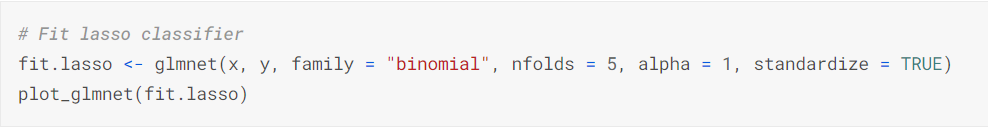 # Fit lasso classifier
fit.lasso <- glmnet(x, y, family = "binomial", nfolds = 5, alpha = 1, standardize = TRUE)
plot_glmnet(fit.lasso)